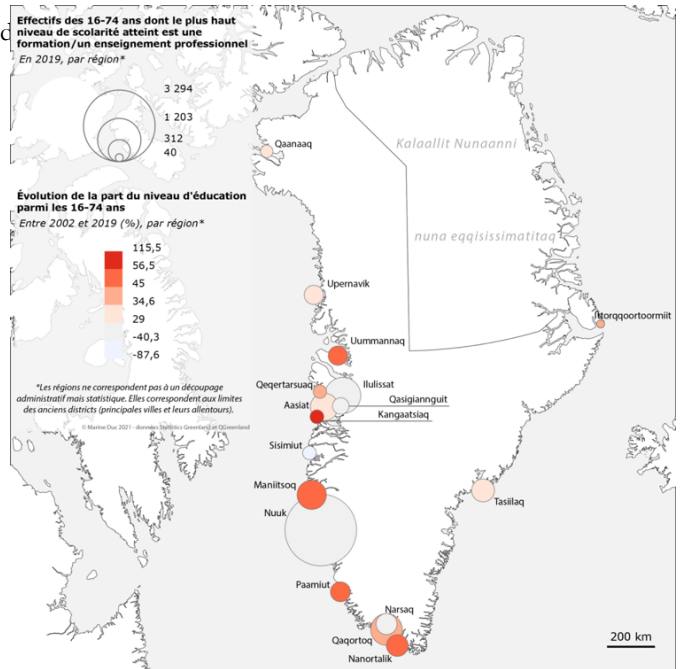 d
Effectifs des 16-74 ans dont le plus haut
niveau de scolarité atteint est une
formation/un enseignement professionnel
En 2019, par région*
3 294
1 203
312
40
Évolution de la part du niveau d'éducation
parmi les 16-74 ans
Entre 2002 et 2019 (%), par région*
115,5
56,5
45
34,6
29
-40,3
-87,6
*Les régions ne correspondent pas à un découpage
administratif mais statistique. Elles correspondent aux limites
des anciens districts (principales villes et leurs allentours).
© Marine Duc 2021 - données Statistics Greenland et QGreenland
Qaanaaq
Kalaallit Nunaanni
nuna eqqisissimatitaq
Upernavik
Ittorqqoortoormiit
Uummannaq
Qeqertarsuaq
Ilulissat
Qasigiannguit
Aasiat
Kangaatsiaq
Sisimiut
Maniitsoq
Tasiilaq
Nuuk
Paamiut
Narsaq
Qaqortoq
Nanortalik
200 km